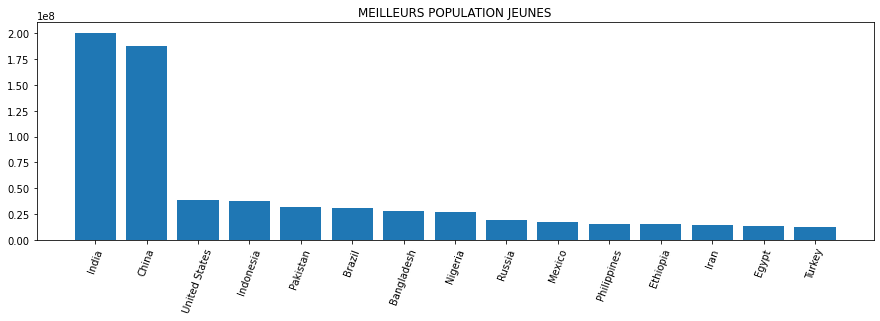 MEILLEURS POPULATION JEUNES
1e8
2.00
1.75
1.50
1.25
1.00
0.75
0.50
0.25
0.00
India
China
United States
Indonesia
Pakistan
Brazil
Bangladesh
Nigeria
Russia
Mexico
Philippines
Ethiopia
Iran
Egypt
Turkey